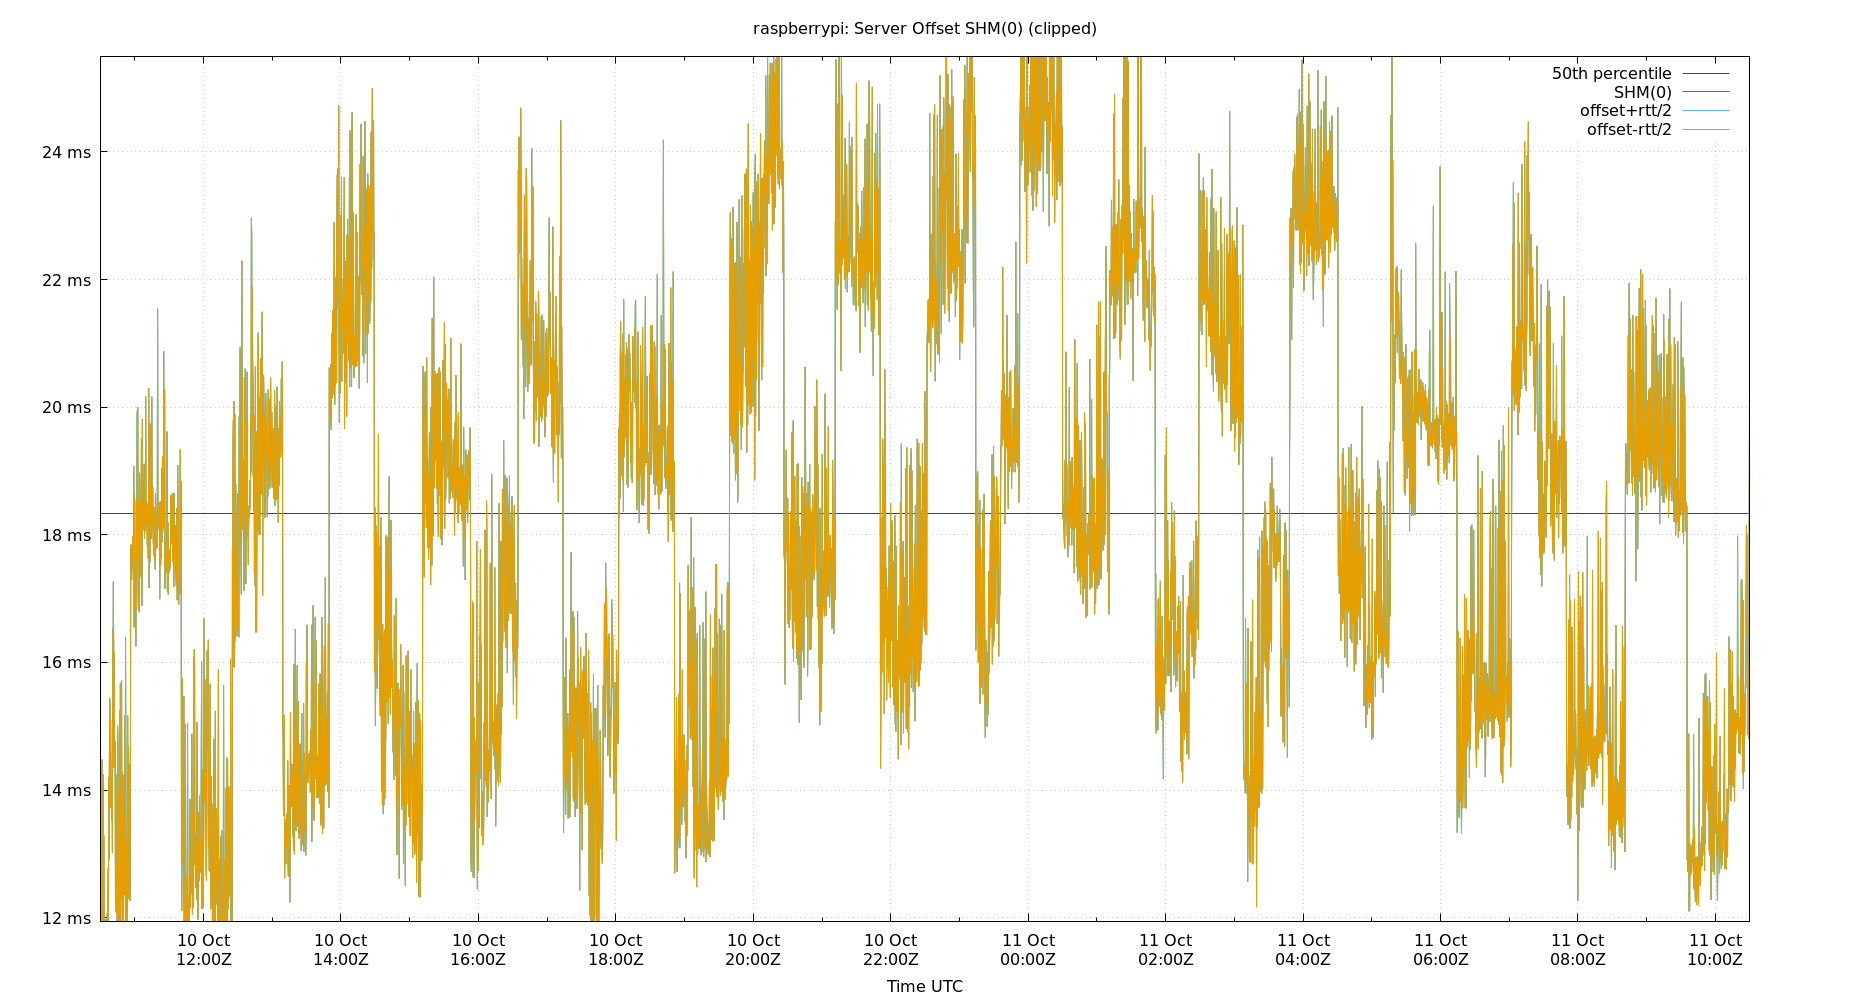 raspberrypi: Server Offset SHM(0) (clipped)
50th percentile
SHM(0)
offset+rtt/2
offset-rtt/2
24 ms
22 ms
20 ms
18 ms
16 ms
14 ms
12 ms
10 Oct 10 Oct 10 Oct 10 Oct 10 Oct 10 Oct 11 Oct 11 Oct 11 Oct 11 Oct 11 Oct 11 Oct
12:00Z 14:00Z 16:00Z 18:00Z 20:00Z 22:00Z 00:00Z 02:00Z 04:00Z 06:00Z 08:00Z 10:00Z
Time UTC